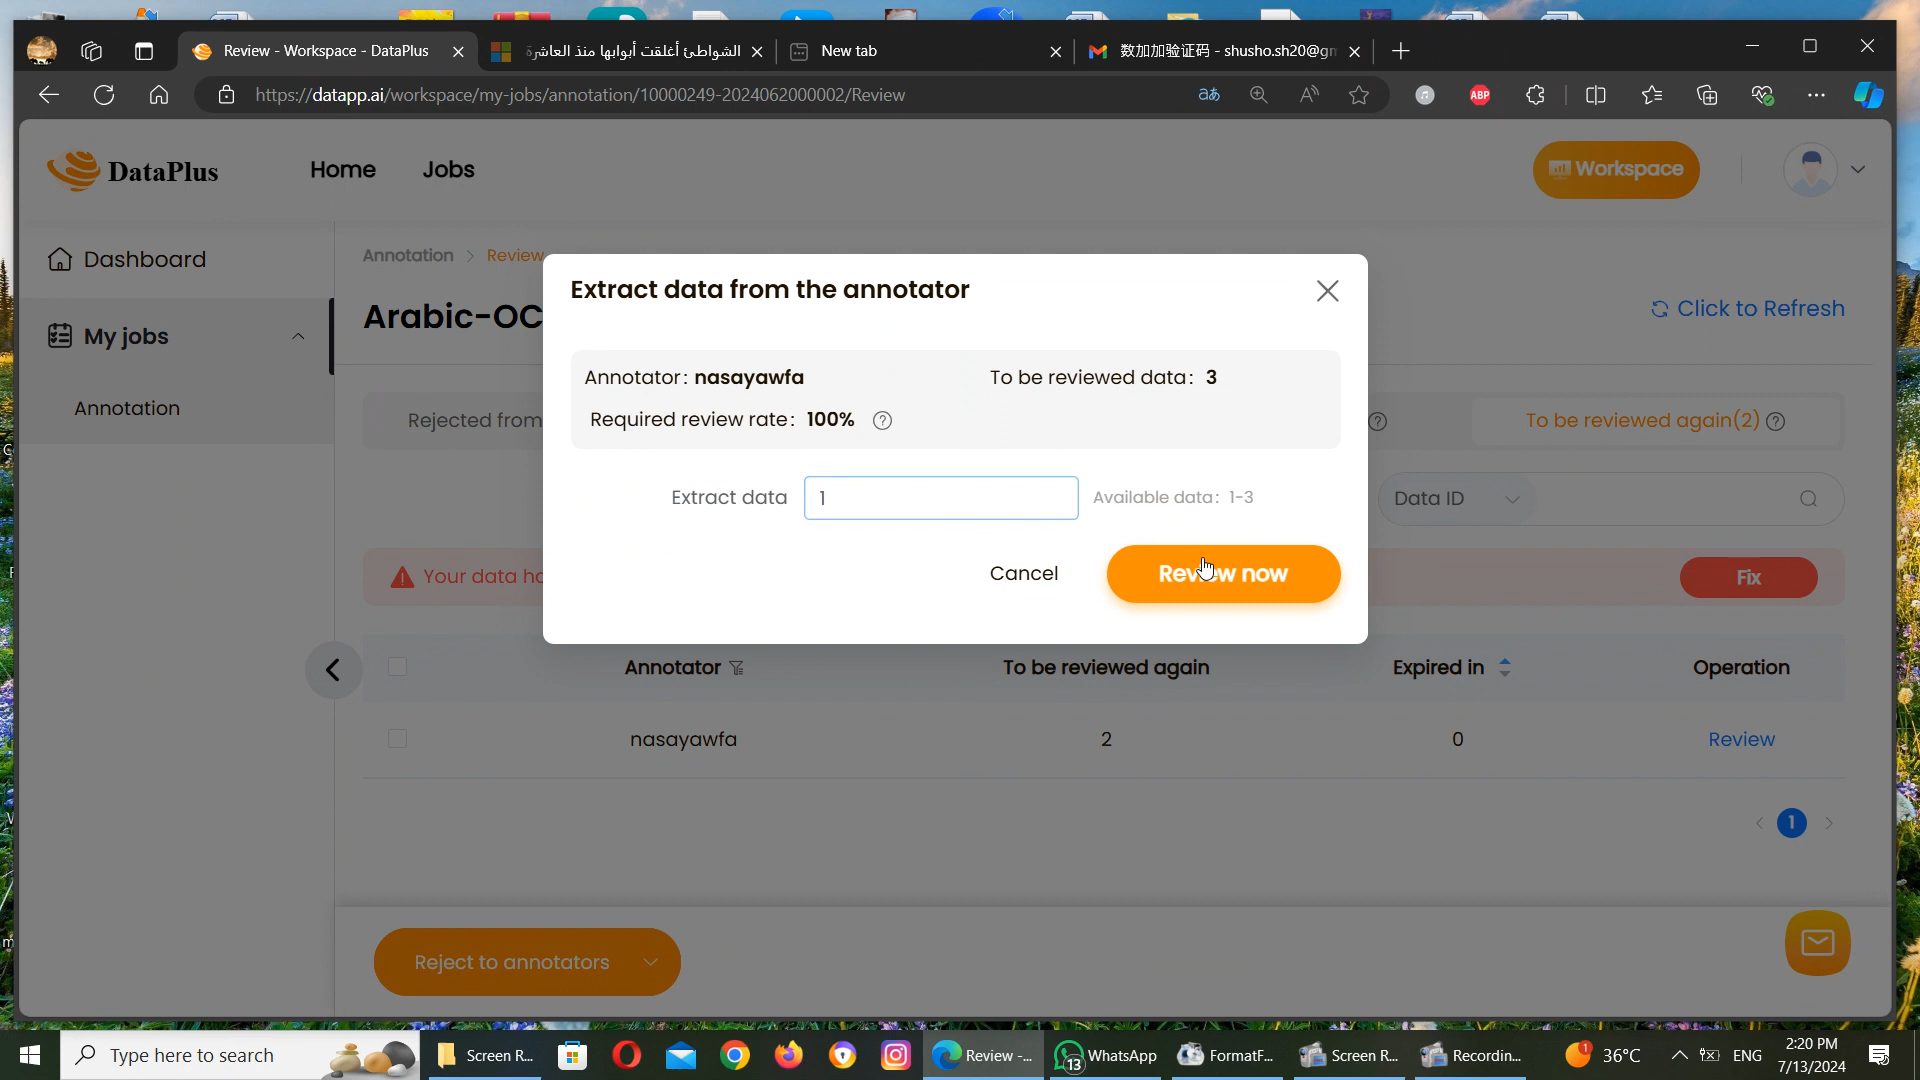 Review - Workspace - DataPlus
الشواطئ أغلقت أبوابها منذ العاشرة
New tab
数加加验证码 - shusho.sh20@gm
https://datapp.ai/workspace/my-jobs/annotation/10000249-2024062000002/Review
aあ
ABP
DataPlus
Home
Jobs
Workspace
Dashboard
My jobs
Annotation
Annotation > Review
Arabic-OC
Click to Refresh
Rejected from
To be reviewed again(2)
Data ID
Your data ha
Fix
Extract data from the annotator
Annotator: nasayawfa
To be reviewed data: 3
Required review rate: 100%
Extract data
1
Available data: 1-3
Cancel
Review now
Annotator
To be reviewed again
Expired in
Operation
nasayawfa
2
0
Review
1
Reject to annotators
Type here to search
Screen R...
Review -...
13
WhatsApp
FormatF...
Screen R...
Recordin...
1
36°C
ENG
2:20 PM
7/13/2024